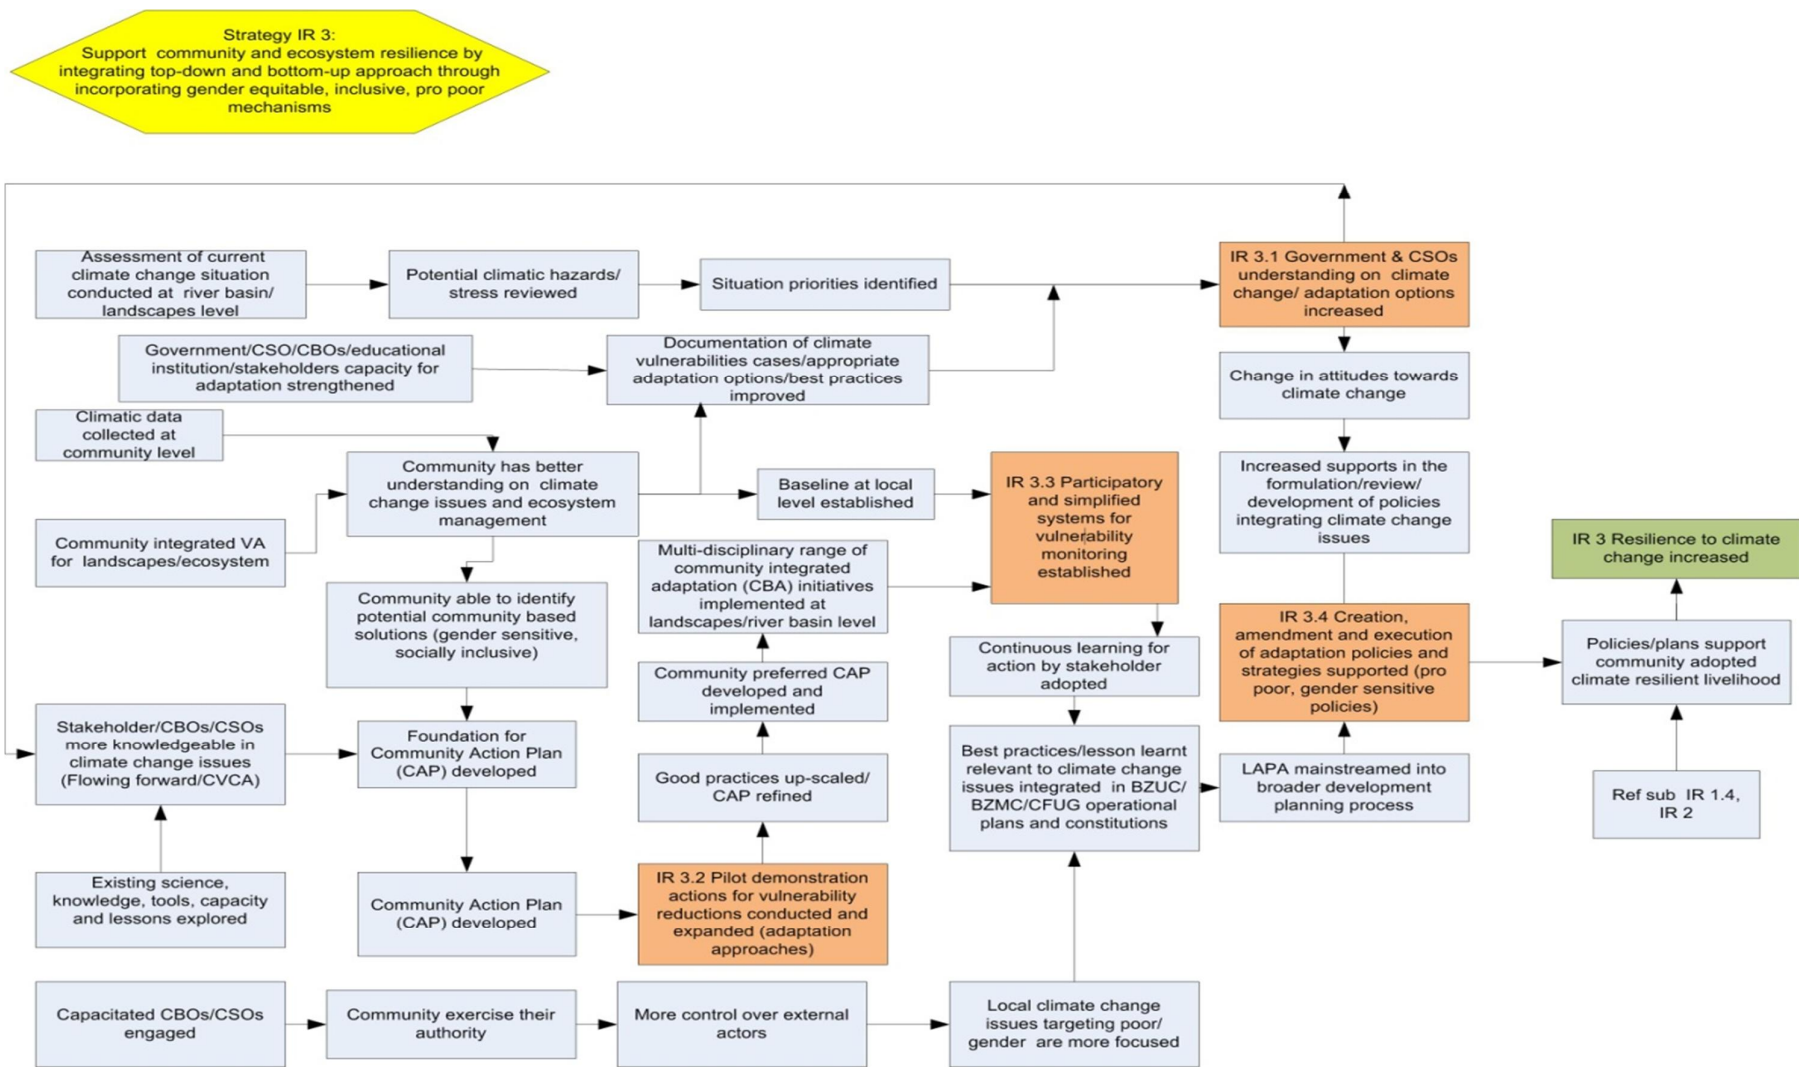 Strategy IR 3:
Support community and ecosystem resilience by
integrating top-down and bottom-up approach through
incorporating gender equitable, inclusive, pro poor
mechanisms
Assessment of current
climate change situation
conducted at river basin/
landscapes level
Potential climatic hazards/
stress reviewed
Situation priorities identified
IR 3.1 Government & CSOs
understanding on climate
change/ adaptation options
increased
Government/CSO/CBOs/educational
institution/stakeholders capacity for
adaptation strengthened
Documentation of climate
vulnerabilities cases/appropriate
adaptation options/best practices
improved
Change in attitudes towards
climate change
Climatic data
collected at
community level
Community has better
understanding on climate
change issues and ecosystem
management
Baseline at local
level established
IR 3.3 Participatory
and simplified
systems for
vulnerability
monitoring
established
Increased supports in the
formulation/review/
development of policies
integrating climate change
issues
Community integrated VA
for landscapes/ecosystem
Multi-disciplinary range of
community integrated
adaptation (CBA) initiatives
implemented at
landscapes/river basin level
IR 3 Resilience to climate
change increased
Community able to identify
potential community based
solutions (gender sensitive,
socially inclusive)
Continuous learning for
action by stakeholder
adopted
IR 3.4 Creation,
amendment and execution
of adaptation policies and
strategies supported (pro
poor, gender sensitive
policies)
Policies/plans support
community adopted
climate resilient livelihood
Community preferred CAP
developed and
implemented
Stakeholder/CBOs/CSOs
more knowledgeable in
climate change issues
(Flowing forward/CVCA)
Foundation for
Community Action Plan
(CAP) developed
Good practices up-scaled/
CAP refined
Best practices/lesson learnt
relevant to climate change
issues integrated in BZUC/
BZMC/CFUG operational
plans and constitutions
LAPA mainstreamed into
broader development
planning process
Ref sub IR 1.4,
IR 2
Existing science,
knowledge, tools, capacity
and lessons explored
Community Action Plan
(CAP) developed
IR 3.2 Pilot demonstration
actions for vulnerability
reductions conducted and
expanded (adaptation
approaches)
Capacitated CBOs/CSOs
engaged
Community exercise their
authority
More control over external
actors
Local climate change
issues targeting poor/
gender are more focused